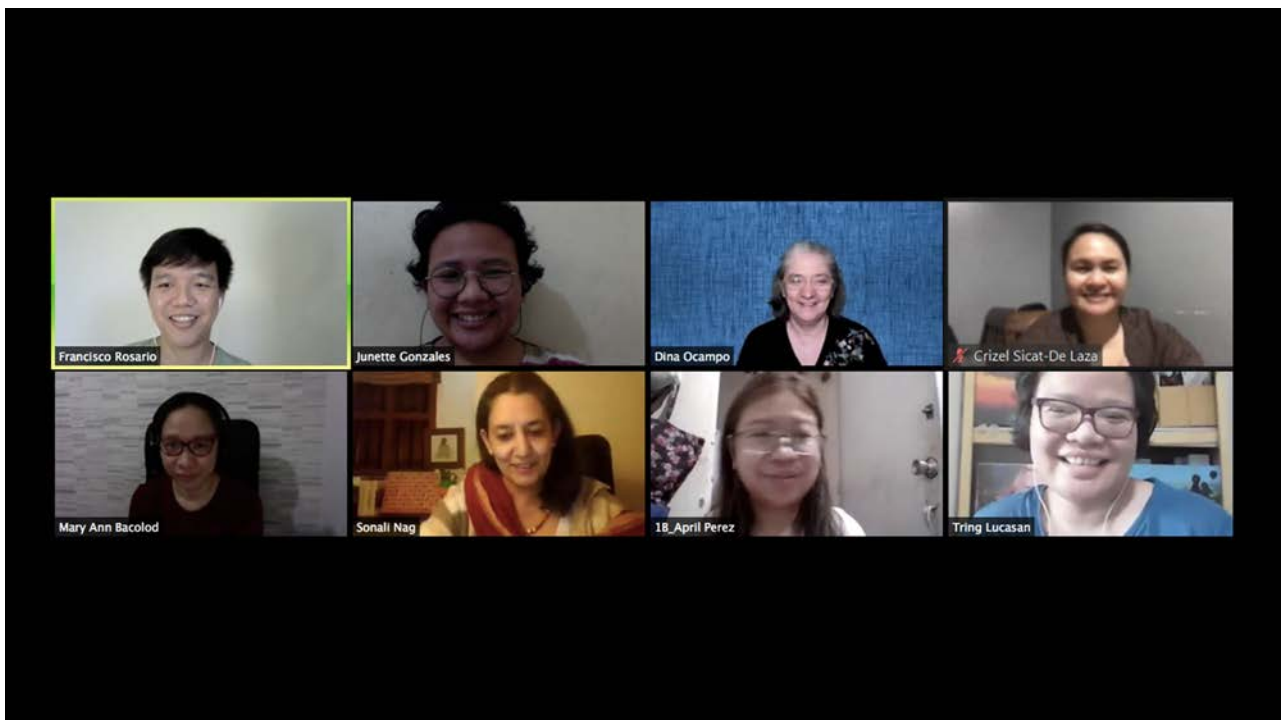 Francisco Rosario
Junette Gonzales
Dina Ocampo
Crizel Sicat-De Laza
Mary Ann Bacolod
Sonali Nag
1B_April Perez
Tring Lucasan